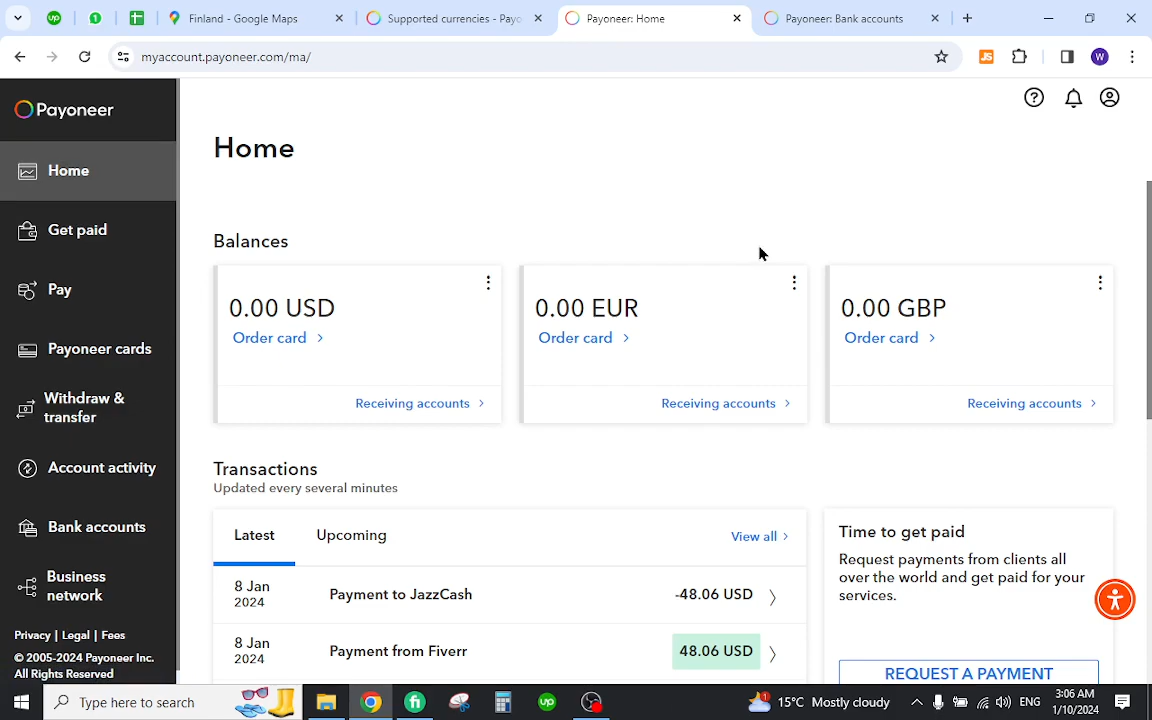 Finland - Google Maps
Supported currencies - Payo
Payoneer: Home
Payoneer: Bank accounts
myaccount.payoneer.com/ma/
JS
W
Payoneer
Home
Get paid
Pay
Payoneer cards
Withdraw &
transfer
Account activity
Bank accounts
Business
network
Privacy | Legal | Fees
© 2005-2024 Payoneer Inc.
All Rights Reserved
Home
Balances
0.00 USD
Order card
Receiving accounts
0.00 EUR
Order card
Receiving accounts
0.00 GBP
Order card
Receiving accounts
Transactions
Updated every several minutes
Latest
Upcoming
View all
8 Jan
2024
Payment to JazzCash
-48.06 USD
8 Jan
2024
Payment from Fiverr
48.06 USD
Time to get paid
Request payments from clients all
over the world and get paid for your
services.
REQUEST A PAYMENT
Type here to search
fi
up
1
15°C Mostly cloudy
ENG
3:06 AM
1/10/2024